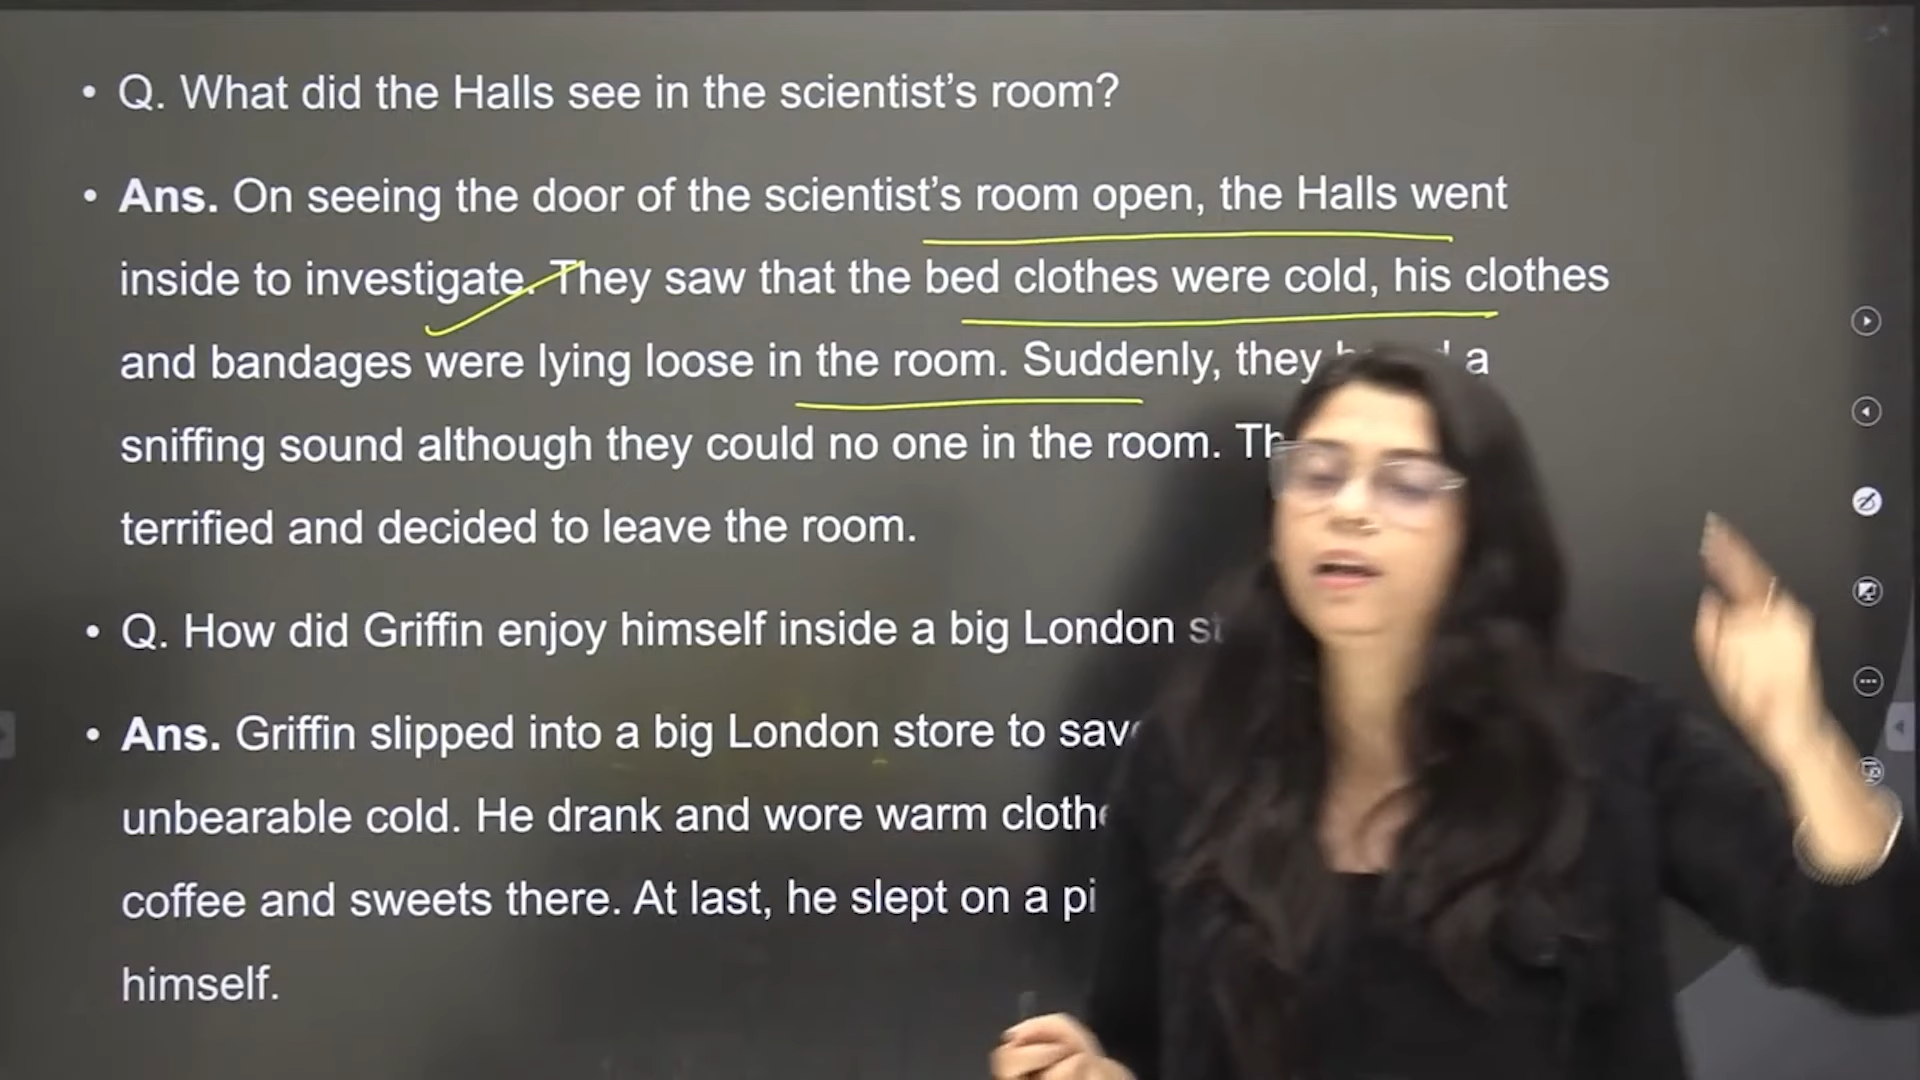 • Q. What did the Halls see in the scientist’s room?
• Ans. On seeing the door of the scientist’s room open, the Halls went
inside to investigate. They saw that the bed clothes were cold, his clothes
and bandages were lying loose in the room. Suddenly, they a
sniffing sound although they could no one in the room.
terrified and decided to leave the room.
• Q. How did Griffin enjoy himself inside a big London
• Ans. Griffin slipped into a big London store to
unbearable cold. He drank and wore warm
coffee and sweets there. At last, he slept on a
himself.